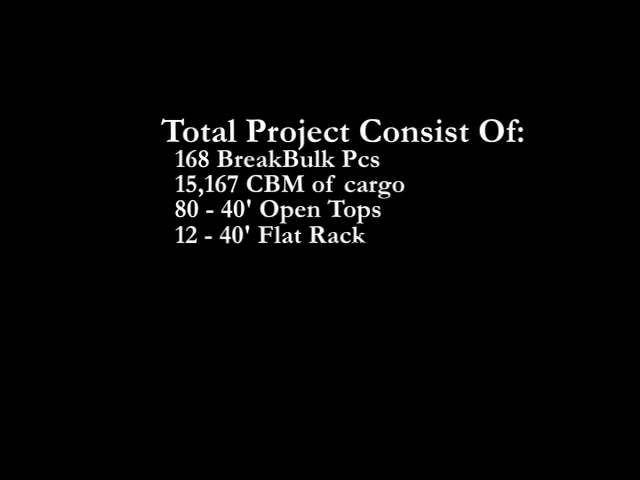 Total Project Consist Of:
168 BreakBulk Pcs
15,167 CBM of cargo
80 - 40' Open Tops
12 - 40' Flat Rack